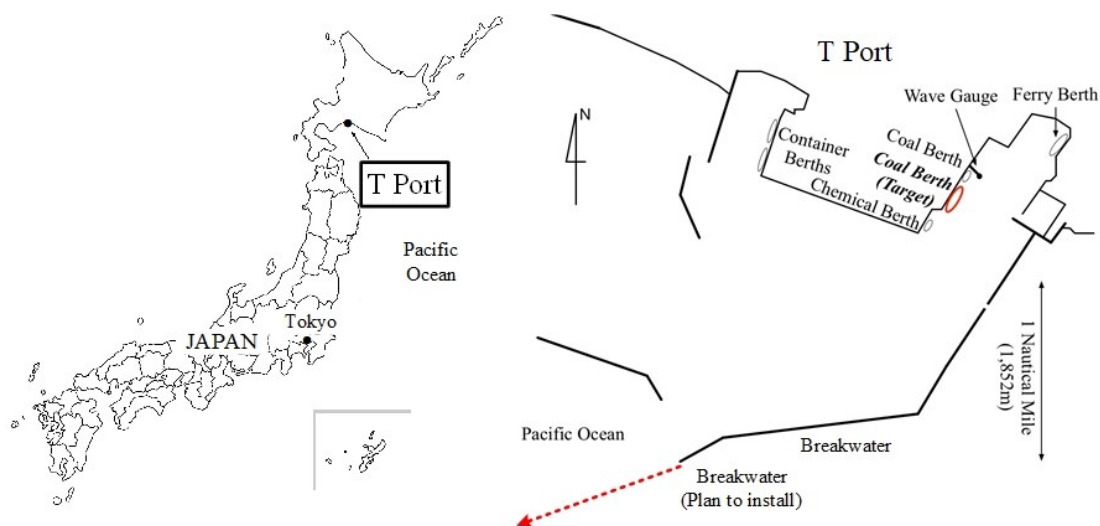 T Port
Pacific
Ocean
Tokyo
JAPAN
T Port
N
Wave Gauge
Ferry Berth
Container
Berths
Coal Berth
Coal Berth
(Target)
Chemical Berth
1 Nautical Mile
(1,852m)
Pacific Ocean
Breakwater
Breakwater
(Plan to install)